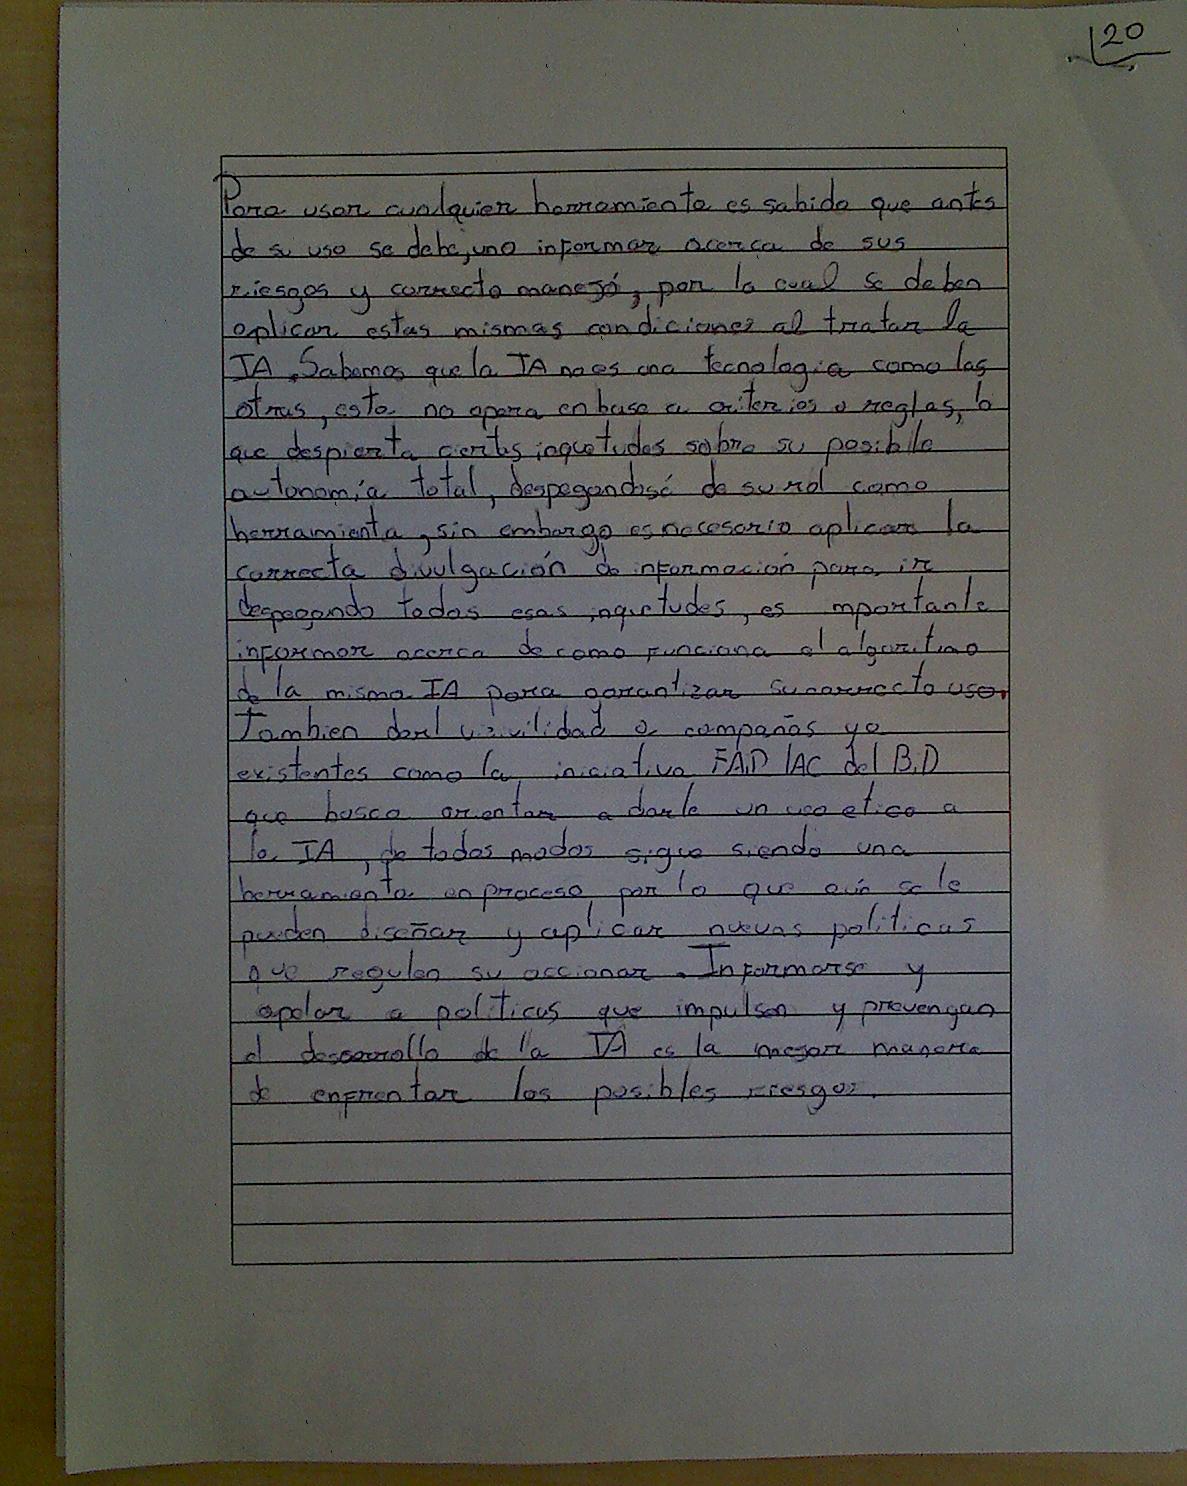 20
Para usar cualquier herramienta es sabido que antes
de su uso se debe, uno informar acerca de sus
riesgos y correcto manejó, por lo cual se deben
aplicar estas mismas condiciones al tratar la
IA. Sabemos que la IA no es una tecnologia como las
otras, esta no opera en base a criterios o reglas, lo
que despierta ciertas inquetudes sobre su posible
autonomía total, despegandosé de su rol como
herramienta, sin embargo es necesario aplicar la
correcta divulgación de información para ir
despegando todas esas inquetudes, es importante
informar acerca de como funciona el algoritmo
de la misma IA para garantizar su correcto uso.
Tambien darl vizvilidad a compañas ya
existentes como la iniciativa FAIP LAC del B.D
que busca orientar a darle un uso etico a
la IA, de todos modos sigue siendo una
herramienta en proceso, por lo que aún se le
pueden diseñar y aplicar nuevas politicas
que regulen su accionar. Informarse y
apelar a politicas que impulsen y prevengan
el desarrollo de la IA es la mejor manera
de enfrentar los posibles riesgos.